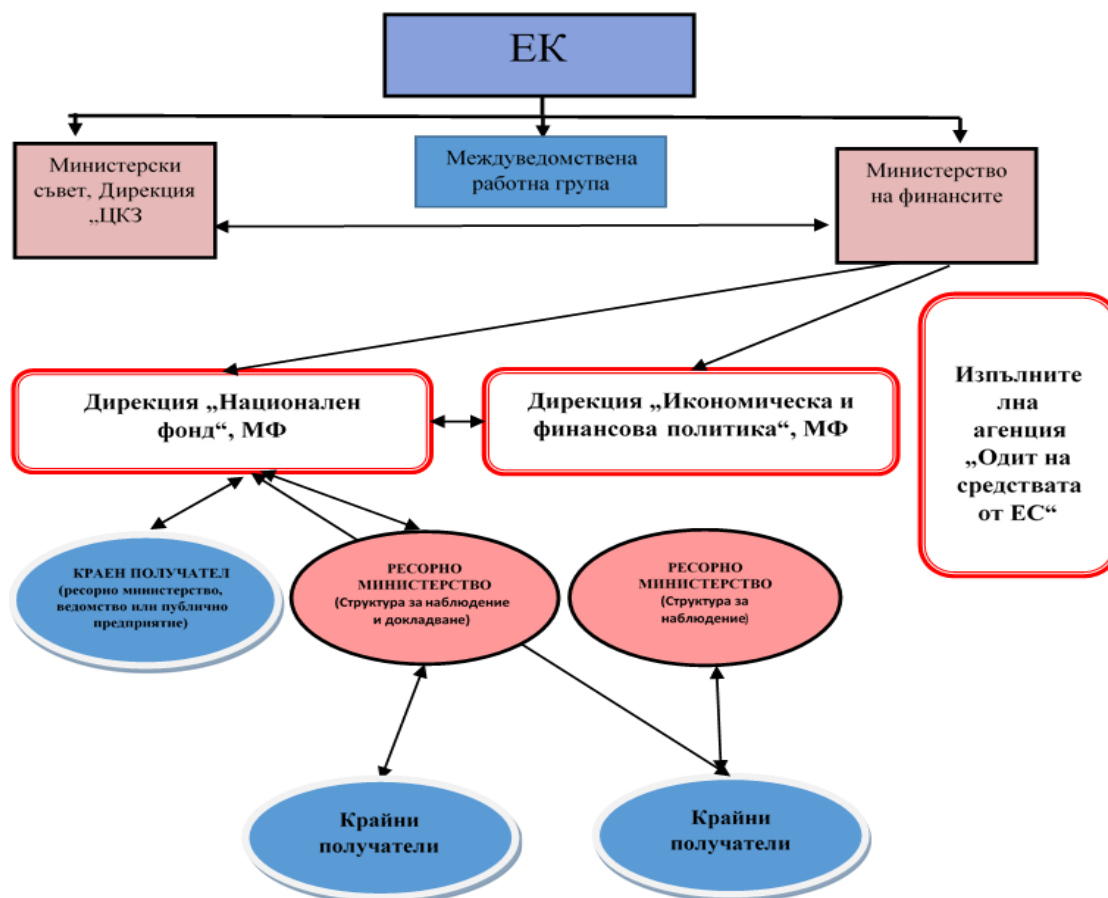 ЕК
Министерски
съвет, Дирекция
„ЦКЗ
Междуведомствена
работна група
Министерство
на финансите
Дирекция „Национален
фонд“, МФ
Дирекция „Икономическа и
финансова политика“, МФ
Изпълните
лна
агенция
„Одит на
средствата
от ЕС“
КРАЕН ПОЛУЧАТЕЛ
(ресорно министерство,
ведомство или публично
предприятие)
РЕСОРНО
МИНИСТЕРСТВО
(Структура за наблюдение
и докладване)
РЕСОРНО
МИНИСТЕРСТВО
(Структура за
наблюдение)
Крайни
получатели
Крайни
получатели